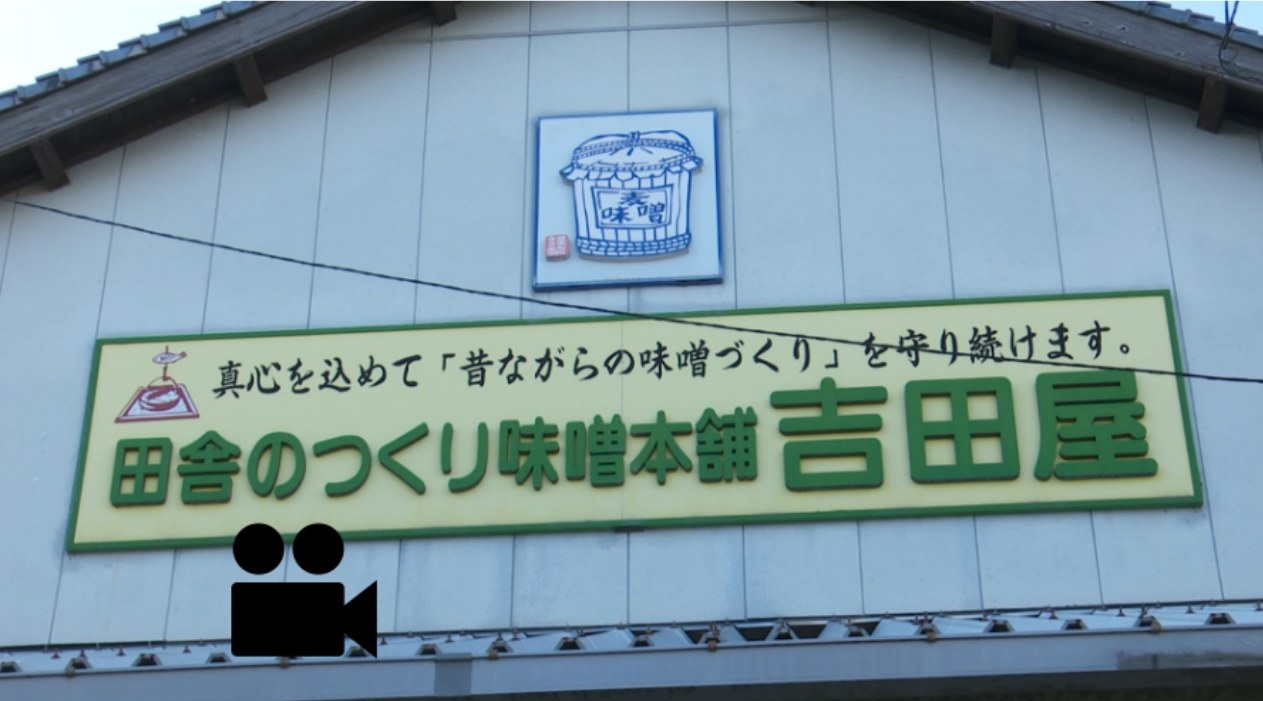 麦
味噌
真心を込めて「昔ながらの味噌づくり」を守り続けます。
田舎のつくり味噌本舗吉田屋